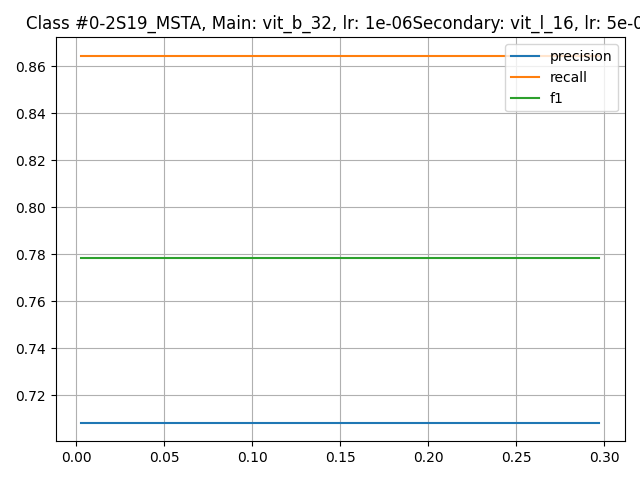 Class #0-2S19_MSTA, Main: vit_b_32, lr: 1e-06Secondary: vit_l_16, lr: 5e-0
precision
recall
f1
0.86
0.84
0.82
0.80
0.78
0.76
0.74
0.72
0.00 0.05 0.10 0.15 0.20 0.25 0.30